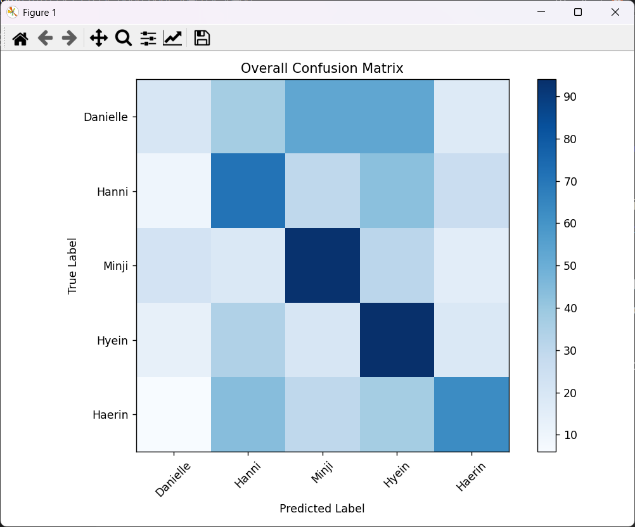 Figure 1
Overall Confusion Matrix
Danielle
Hanni
Minji
Hyein
Haerin
True Label
Danielle
Hanni
Minji
Hyein
Haerin
Predicted Label
90
80
70
60
50
40
30
20
10